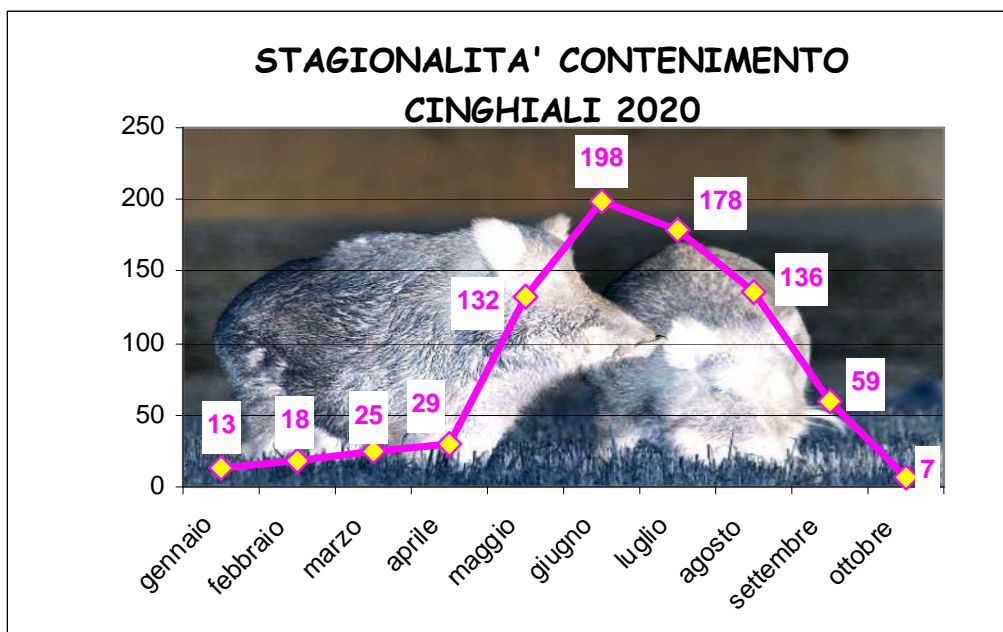 STAGIONALITA' CONTENIMENTO
CINGHIALI 2020
250
200
150
100
50
0
13
18
25
29
132
198
178
136
59
7
gennaio
febbraio
marzo
aprile
maggio
giugno
luglio
agosto
settembre
ottobre